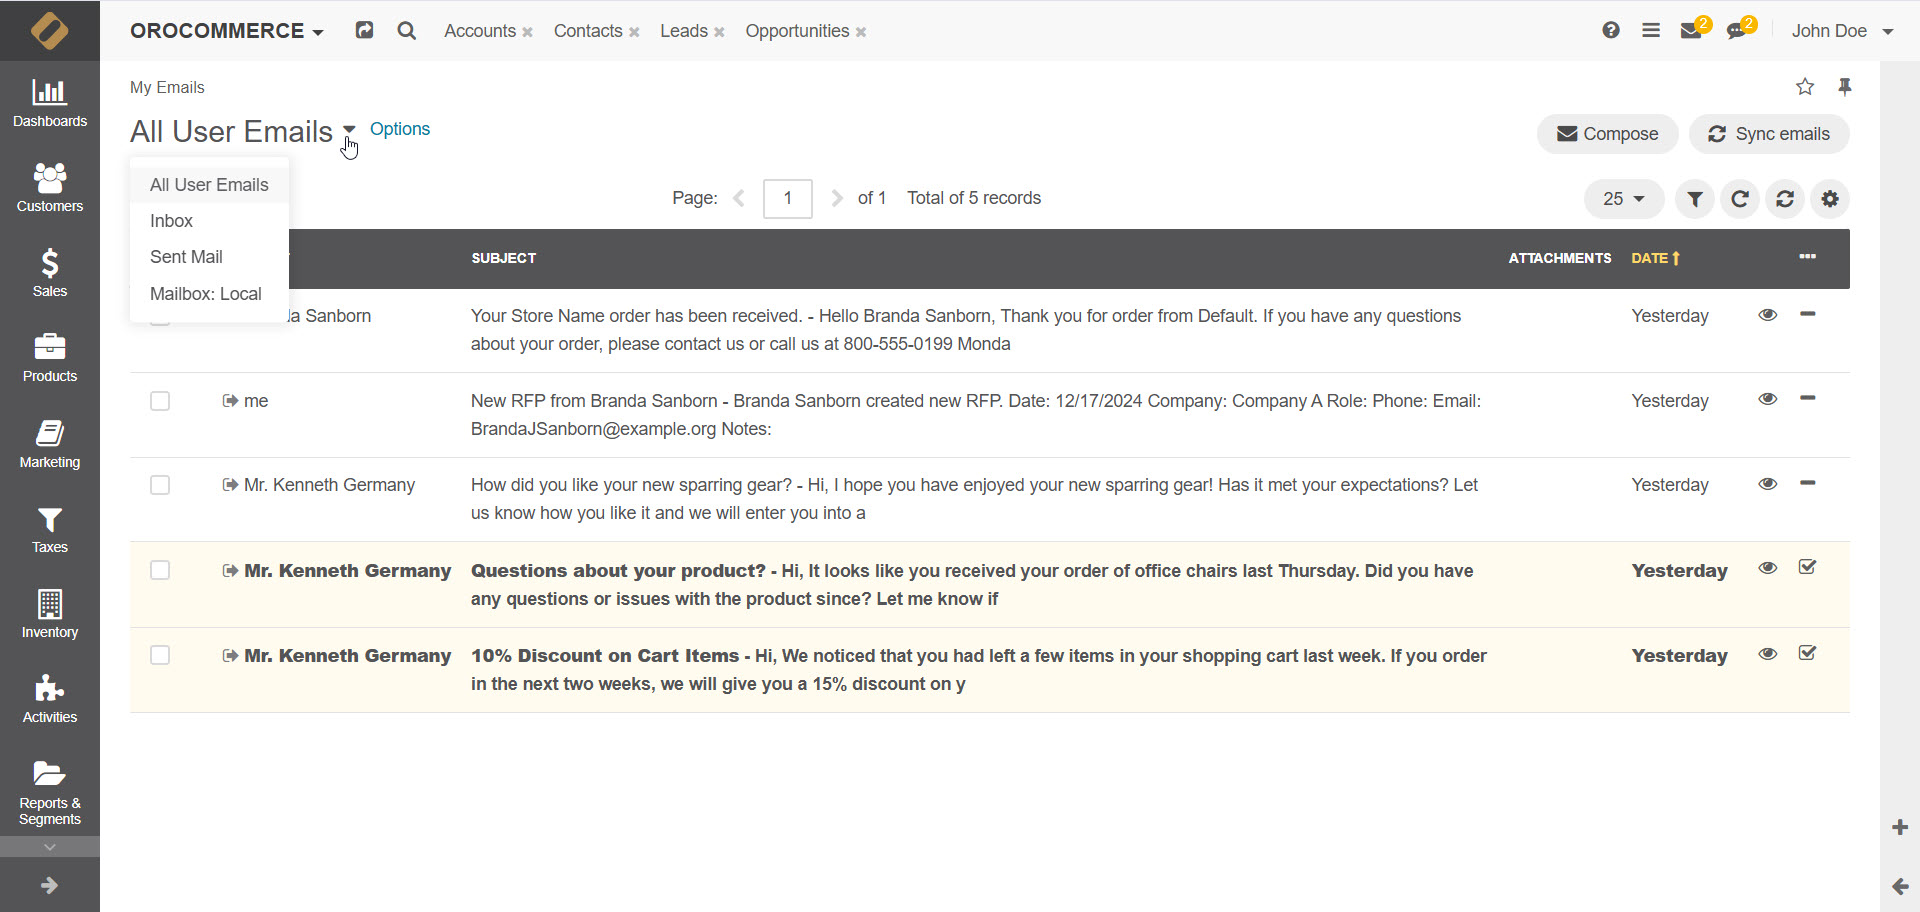 OROCOMMERCE
Accounts Contacts Leads Opportunities
2 2 John Doe
Dashboards
Customers
Sales
Products
Marketing
Taxes
Inventory
Activities
Reports &
Segments
My Emails
All User Emails Options
Compose Sync emails
All User Emails
Inbox
Sent Mail
Mailbox: Local
Page: 1 of 1 Total of 5 records
25
SUBJECT ATTACHMENTS DATE
Sanborn
Your Store Name order has been received. - Hello Branda Sanborn, Thank you for order from Default. If you have any questions
about your order, please contact us or call us at 800-555-0199 Monda
Yesterday
me
New RFP from Branda Sanborn - Branda Sanborn created new RFP. Date: 12/17/2024 Company: Company A Role: Phone: Email:
BrandaJSanborn@example.org Notes:
Yesterday
Mr. Kenneth Germany
How did you like your new sparring gear? - Hi, I hope you have enjoyed your new sparring gear! Has it met your expectations? Let
us know how you like it and we will enter you into a
Yesterday
Mr. Kenneth Germany
Questions about your product? - Hi, It looks like you received your order of office chairs last Thursday. Did you have
any questions or issues with the product since? Let me know if
Yesterday
Mr. Kenneth Germany
10% Discount on Cart Items - Hi, We noticed that you had left a few items in your shopping cart last week. If you order
in the next two weeks, we will give you a 15% discount on y
Yesterday